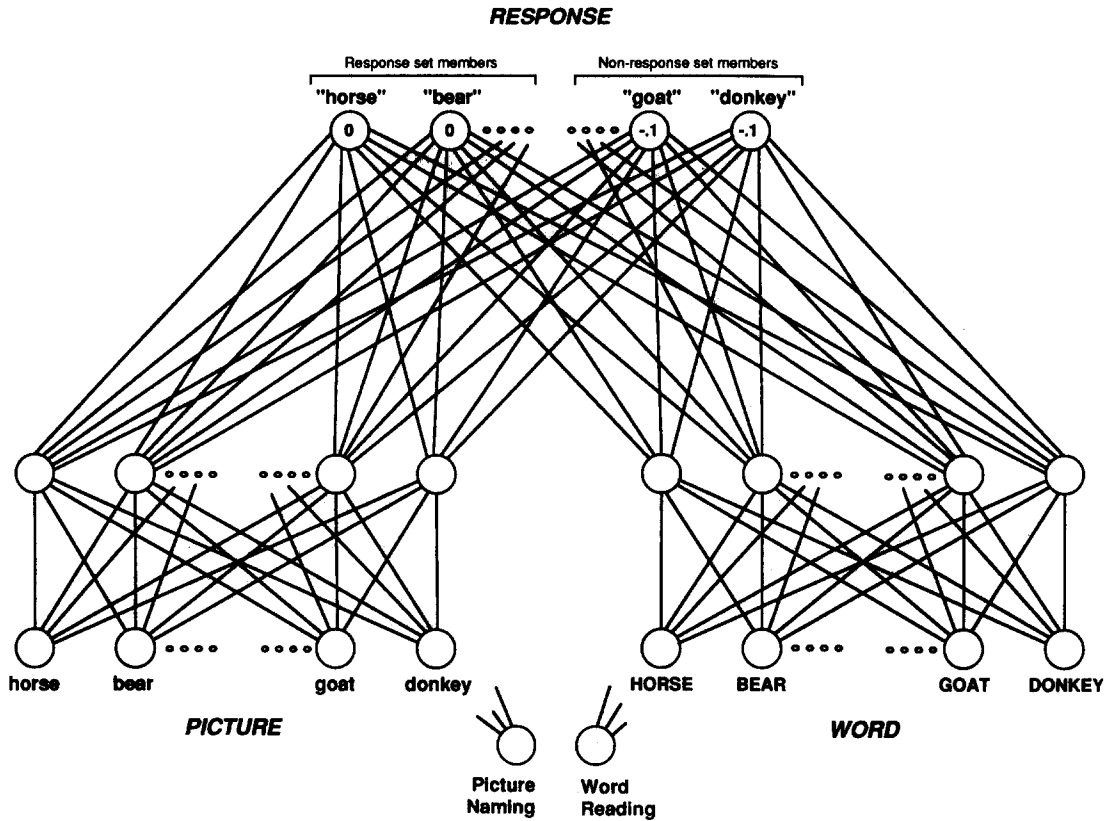 RESPONSE
Response set members
Non-response set members
"horse" "bear" "goat" "donkey"
0 0 -.1 -.1
horse bear goat donkey
HORSE BEAR GOAT DONKEY
PICTURE
WORD
Picture
Naming
Word
Reading